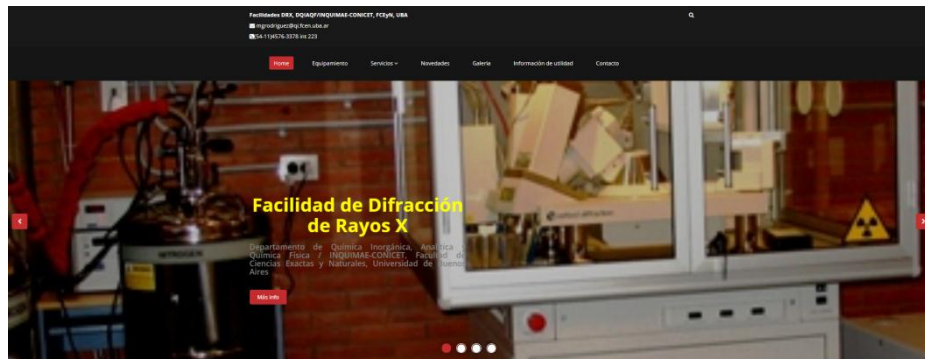 Facilidades DRX, DQIAQF/INQUIMAE-CONICET, FCEyN, UBA
mgrodriguez@qi.fcen.uba.ar
(54-11)4576-3378 int 223
Home Equipamiento Servicios Novedades Galería Información de utilidad Contacto
Facilidad de Difracción
de Rayos X
Departamento de Química Inorgánica, Analítica y
Química Física / INQUIMAE-CONICET, Facultad de
Ciencias Exactas y Naturales, Universidad de Buenos
Aires
Más info
NITROGEN
oxford diffraction